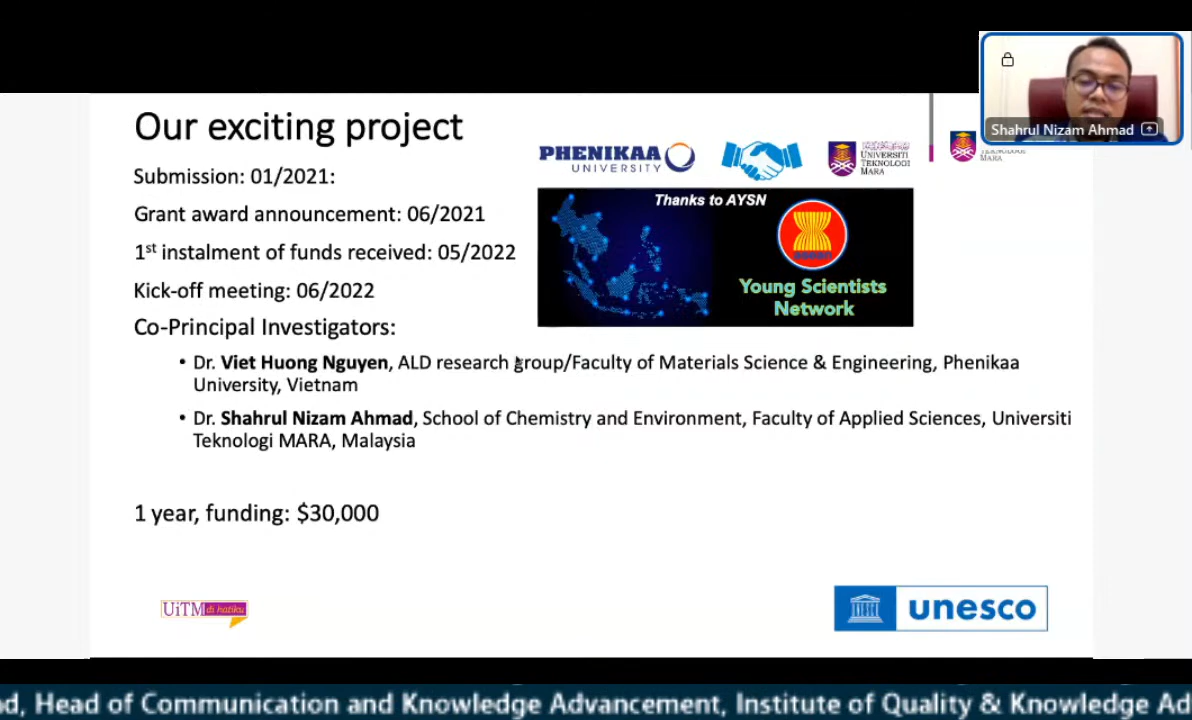 Shahrul Nizam Ahmad
Our exciting project
PHENIKAA
UNIVERSITY
UNIVERSITI
TEKNOLOGI
MARA
TEKNOLOGI
MARA
Submission: 01/2021:
Grant award announcement: 06/2021
1st instalment of funds received: 05/2022
Kick-off meeting: 06/2022
Thanks to AYSN
asean
Young Scientists
Network
Co-Principal Investigators:
• Dr. Viet Huong Nguyen, ALD research group/Faculty of Materials Science & Engineering, Phenikaa
University, Vietnam
• Dr. Shahrul Nizam Ahmad, School of Chemistry and Environment, Faculty of Applied Sciences, Universiti
Teknologi MARA, Malaysia
1 year, funding: $30,000
UiTM di hatiku
unesco
d, Head of Communication and Knowledge Advancement, Institute of Quality & Knowledge Ad